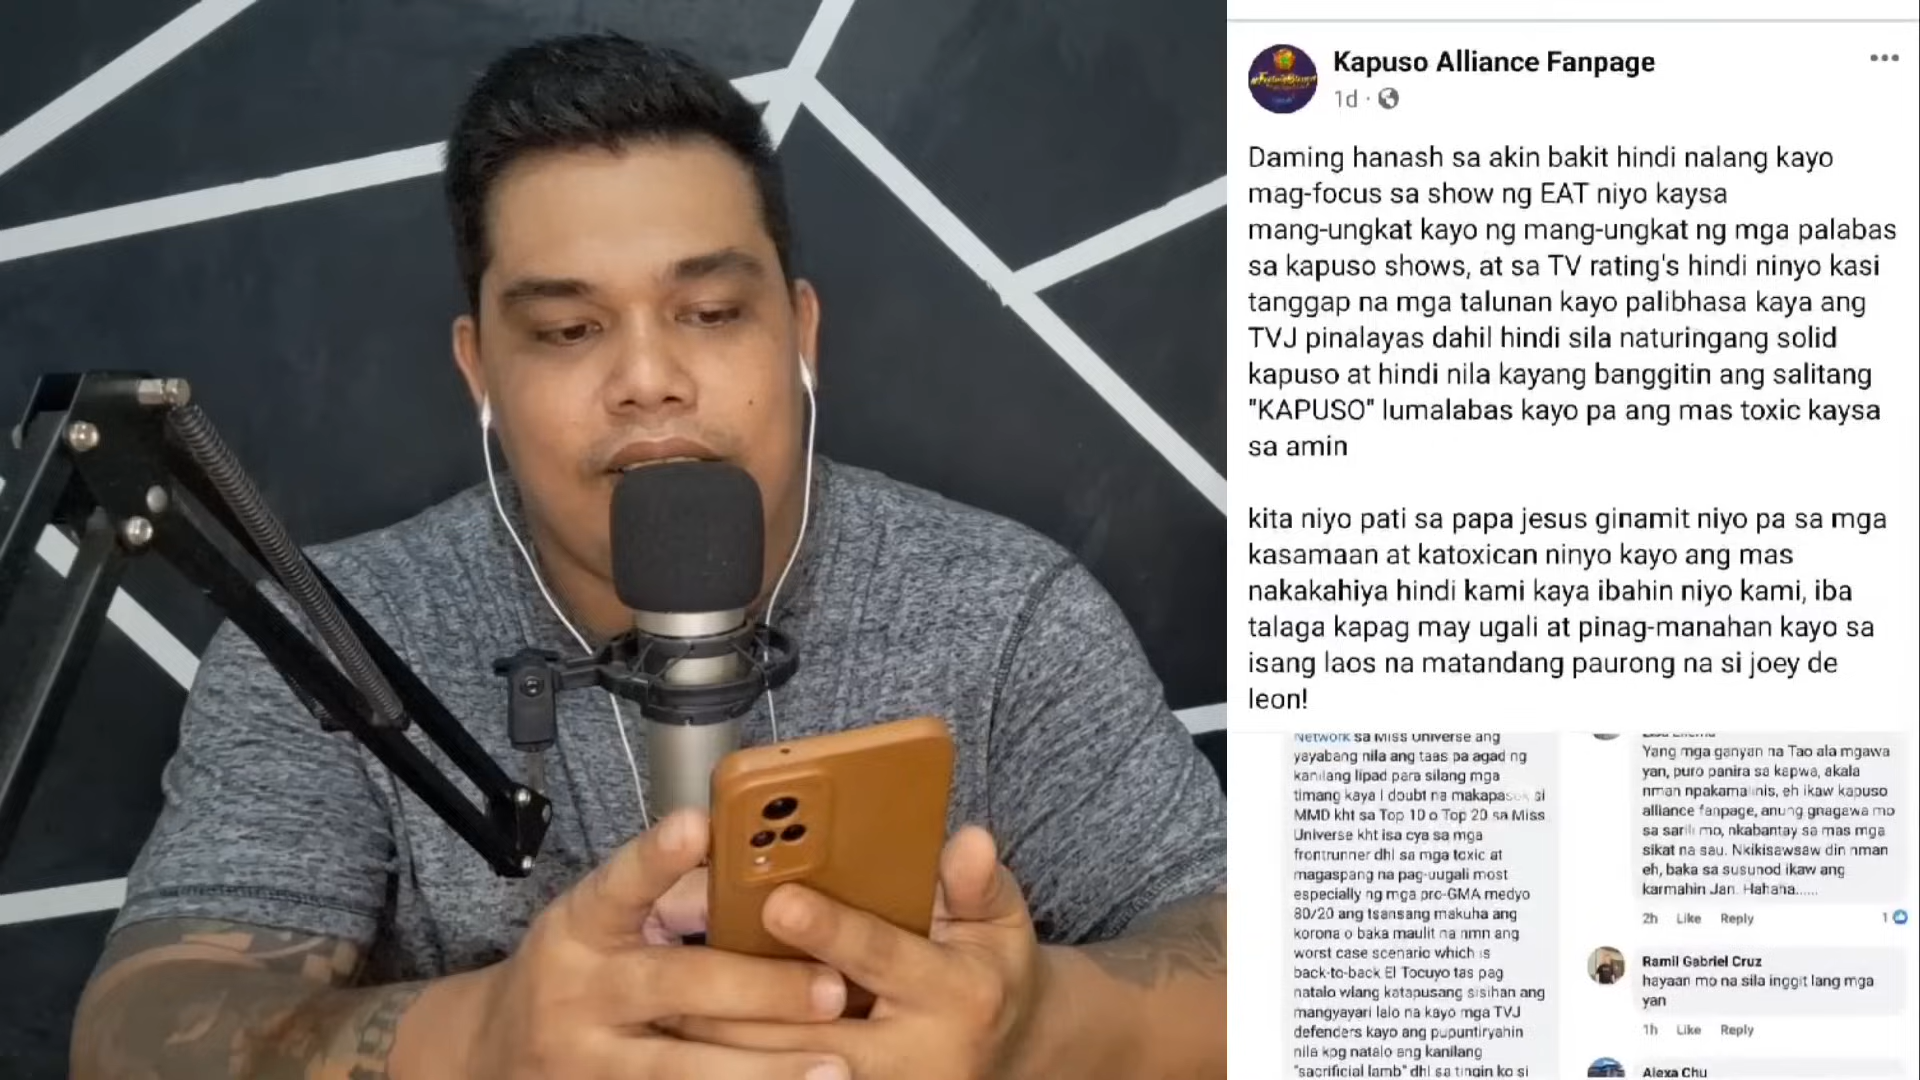 Kapuso Alliance Fanpage
1d ·
Daming hanash sa akin bakit hindi nalang kayo
mag-focus sa show ng EAT niyo kaysa
mang-ungkat kayo ng mang-ungkat ng mga palabas
sa kapuso shows, at sa TV rating's hindi ninyo kasi
tanggap na mga talunan kayo palibhasa kaya ang
TVJ pinalayas dahil hindi sila naturingang solid
kapuso at hindi nila kayang banggitin ang salitang
"KAPUSO" lumalabas kayo pa ang mas toxic kaysa
sa amin
kita niyo pati sa papa jesus ginamit niyo pa sa mga
kasamaan at katoxican ninyo kayo ang mas
nakakahiya hindi kami kaya ibahin niyo kami, iba
talaga kapag may ugali at pinag-manahan kayo sa
isang laos na matandang paurong na si joey de
leon!
Network sa Miss Universe ang
yayabang nila ang taas pa agad ng
kanilang lipad para silang mga
timang kaya I doubt na makapasok si
MMD kht sa Top 10 o Top 20 sa Miss
Universe kht isa cya sa mga
frontrunner dhl sa mga toxic at
magaspang na pag-uugali most
especially ng mga pro-GMA medyo
80/20 ang tsansang makuha ang
korona o baka maulit na nmn ang
worst case scenario which is
back-to-back El Tocuyo tas pag
natalo wlang katapusang sisihan ang
mangyayari lalo na kayo mga TVJ
defenders kayo ang pupuntiryahin
nila kpg natalo ang kanilang
"sacrificial lamb" dhl sa tingin ko si
Yang mga ganyan na Tao ala mgawa
yan, puro panira sa kapwa, akala
nman npakamalinis, eh ikaw kapuso
alliance fanpage, anung gnagawa mo
sa sarili mo, nkabantay sa mas mga
sikat na sau. Nkikisawsaw din nman
eh, baka sa susunod ikaw ang
karmahin Jan. Hahaha......
2h Like Reply 1
Ramil Gabriel Cruz
hayaan mo na sila inggit lang mga
yan
1h Like Reply
Alexa Chu